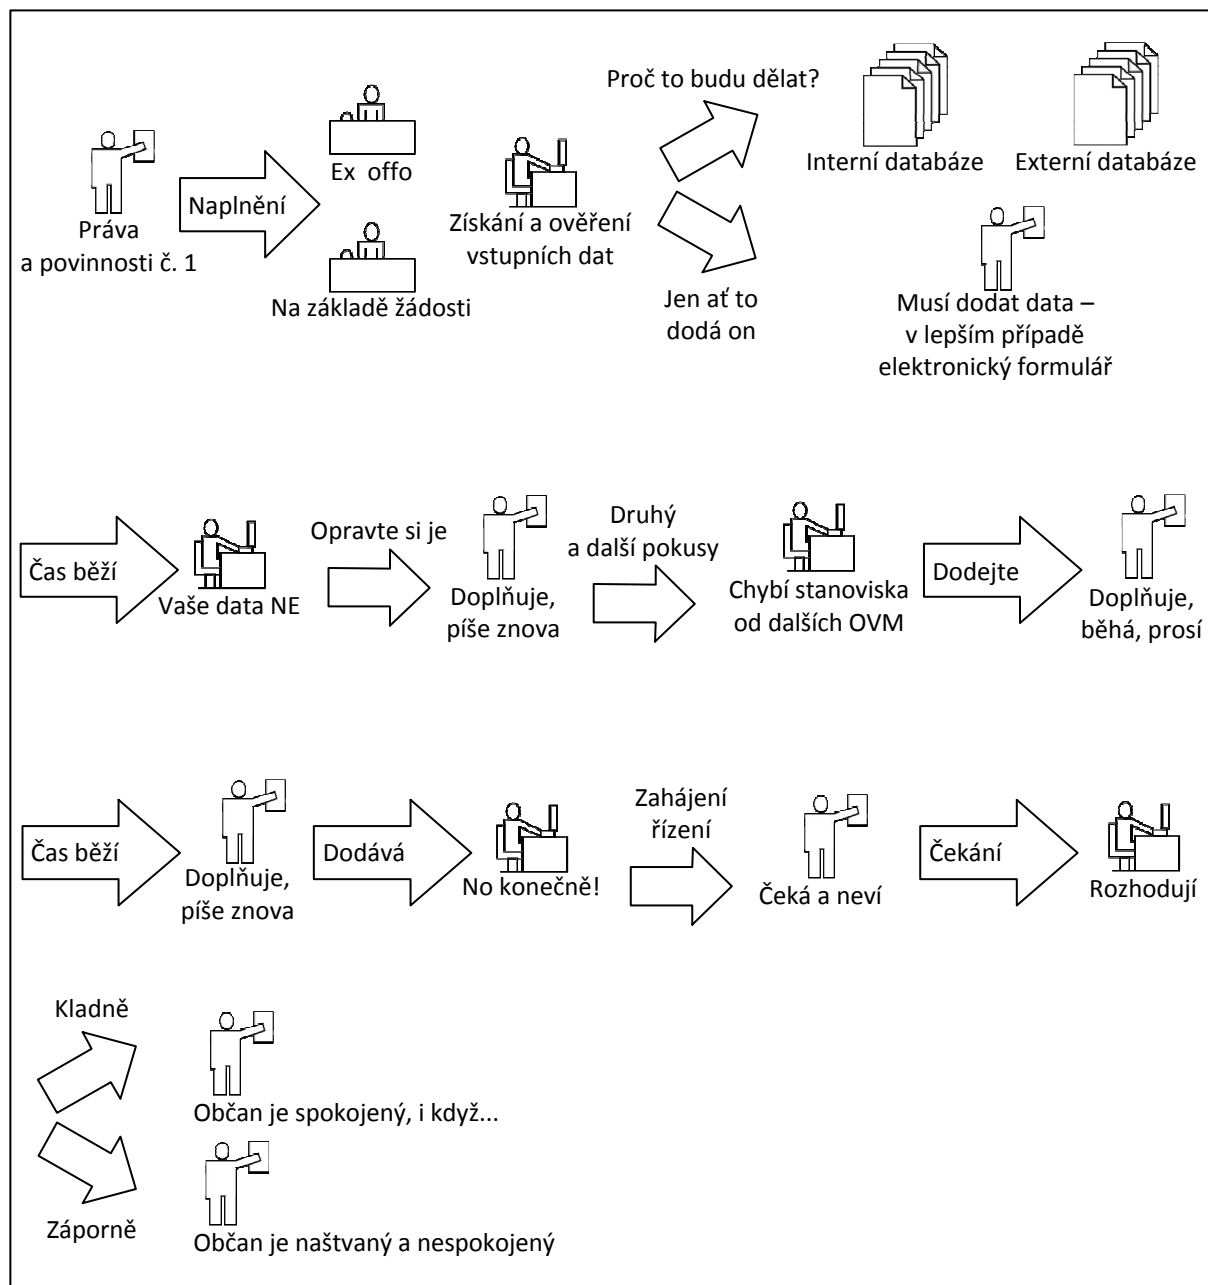 Proč to budu dělat?
Interní databáze
Externí databáze
Ex offo
Naplnění
Práva
a povinnosti č. 1
Získání a ověření
vstupních dat
Na základě žádosti
Jen ať to
dodá on
Musí dodat data –
v lepším případě
elektronický formulář
Čas běží
Vaše data NE
Opravte si je
Doplňuje,
píše znova
Druhý
a další pokusy
Chybí stanoviska
od dalších OVM
Dodejte
Doplňuje,
běhá, prosí
Čas běží
Doplňuje,
píše znova
Dodává
No konečně!
Zahájení
řízení
Čeká a neví
Čekání
Rozhodují
Kladně
Občan je spokojený, i když...
Záporně
Občan je naštvaný a nespokojený